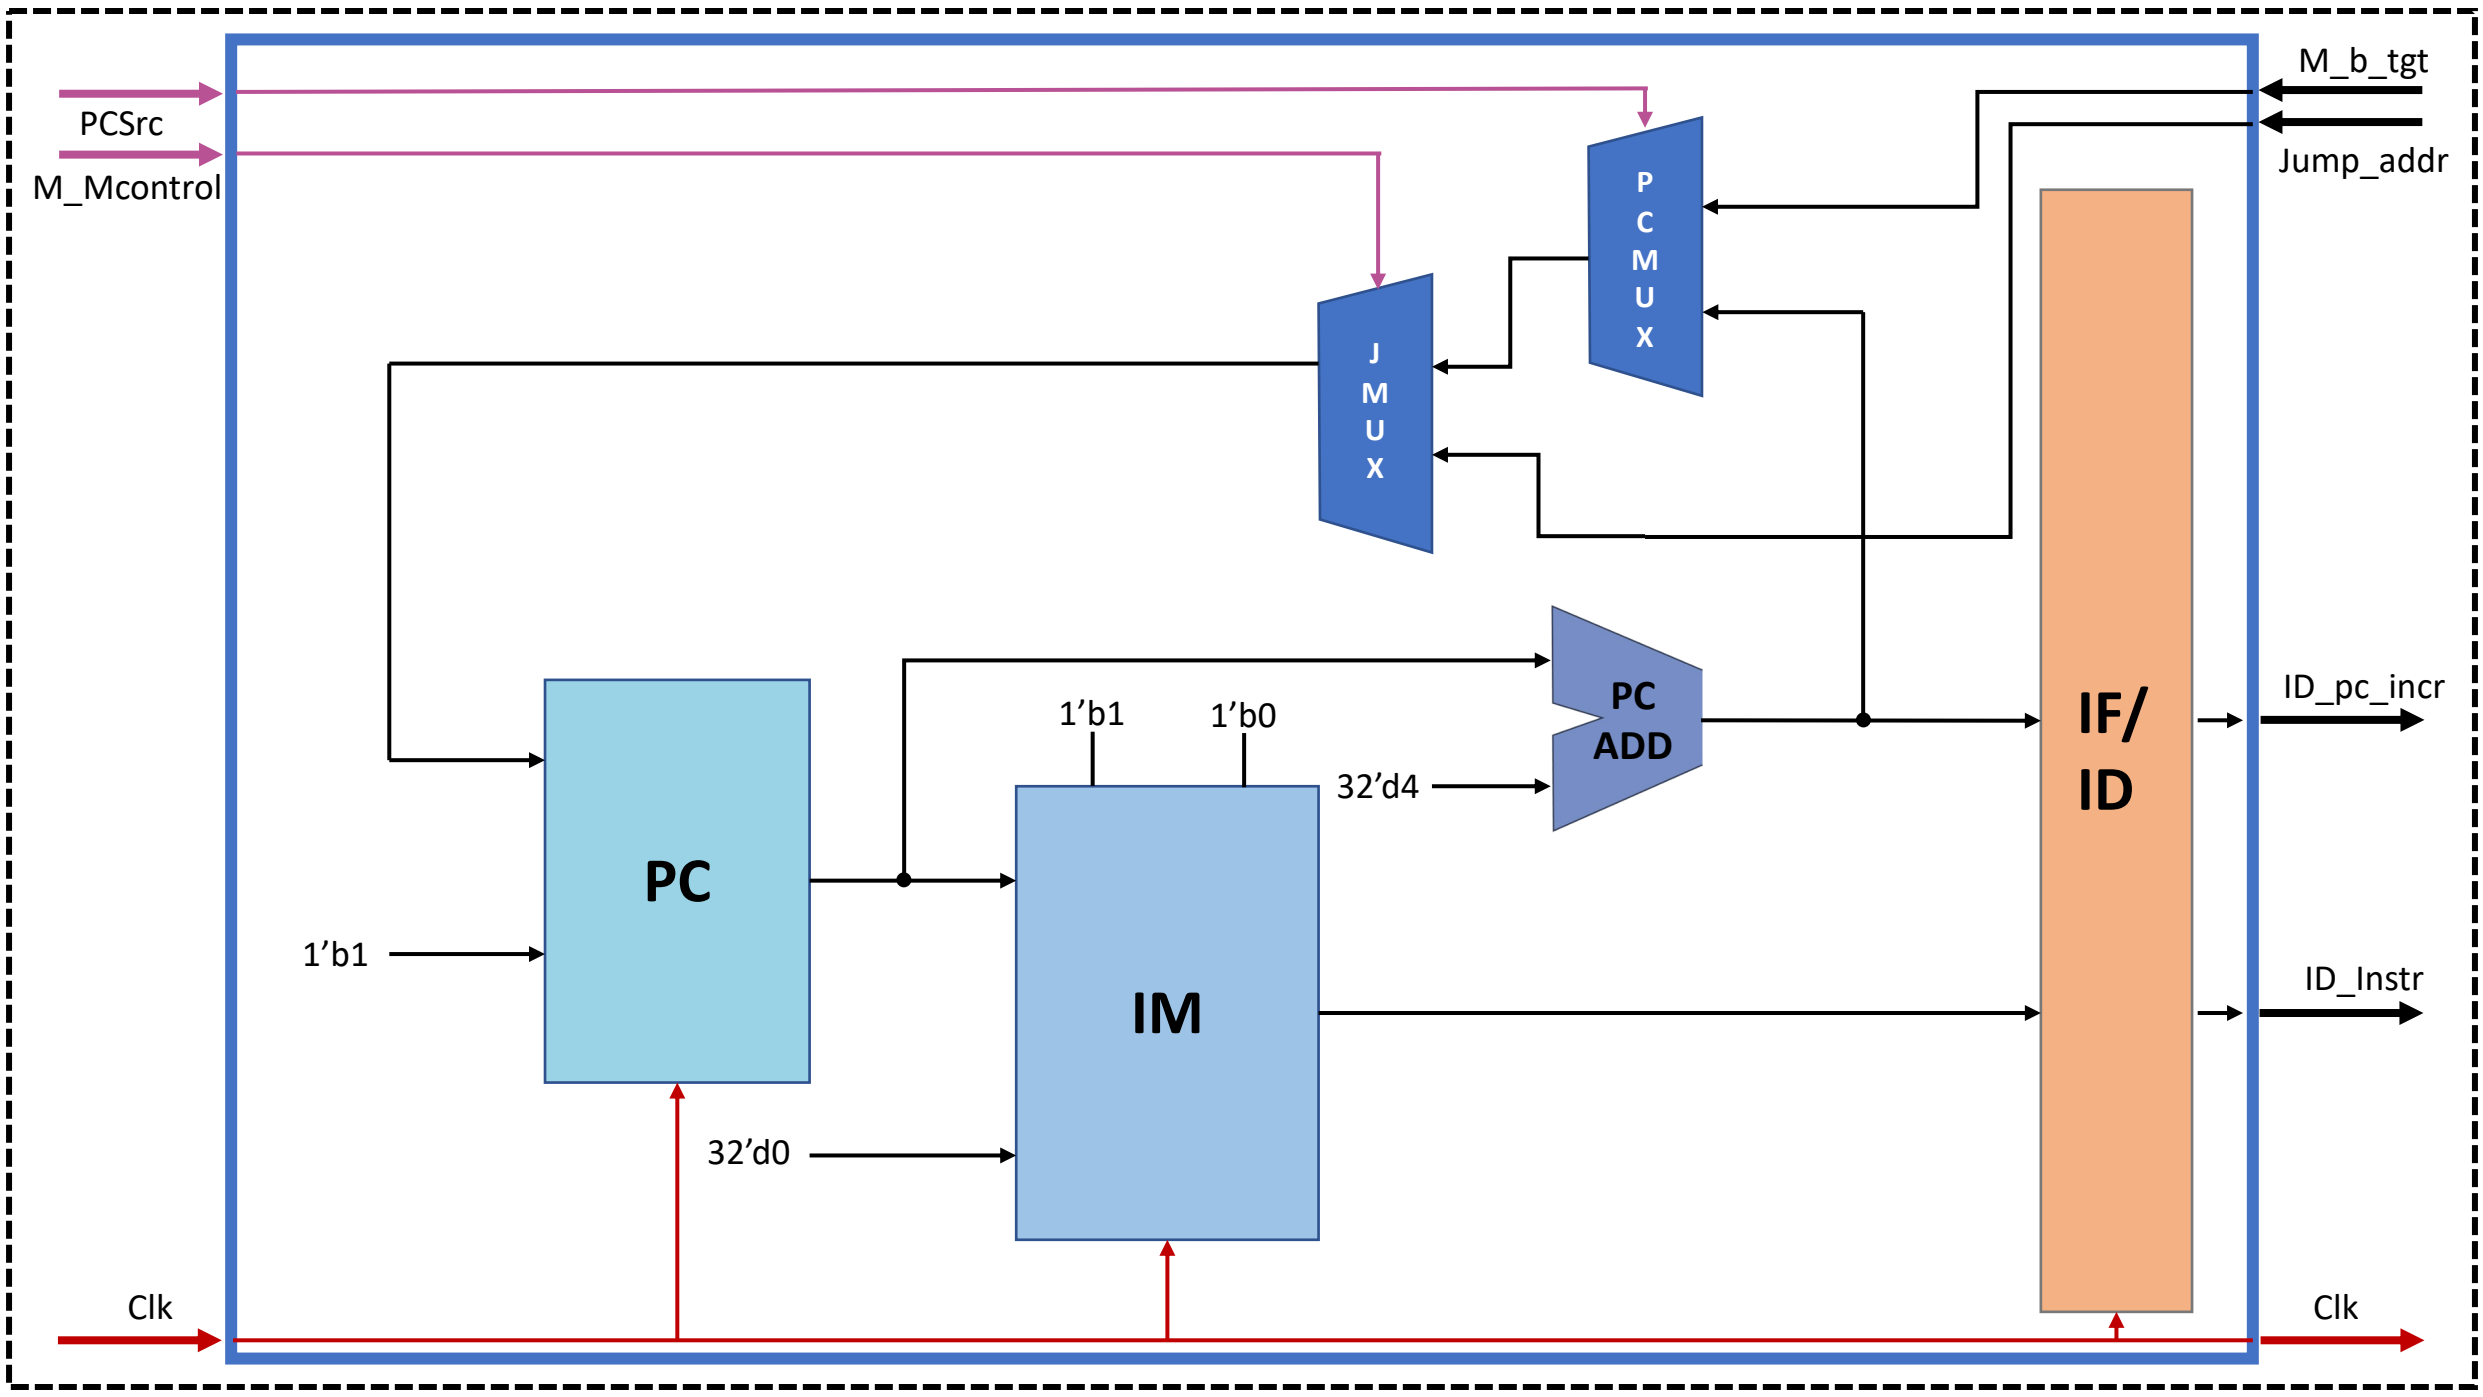 M_b_tgt
PCSrc
Jump_addr
M_Mcontrol
P
C
M
U
X
J
M
U
X
PC
ADD
ID_pc_incr
IF/
ID
1’b1
1’b0
32’d4
PC
1’b1
IM
ID_Instr
32’d0
Clk
Clk